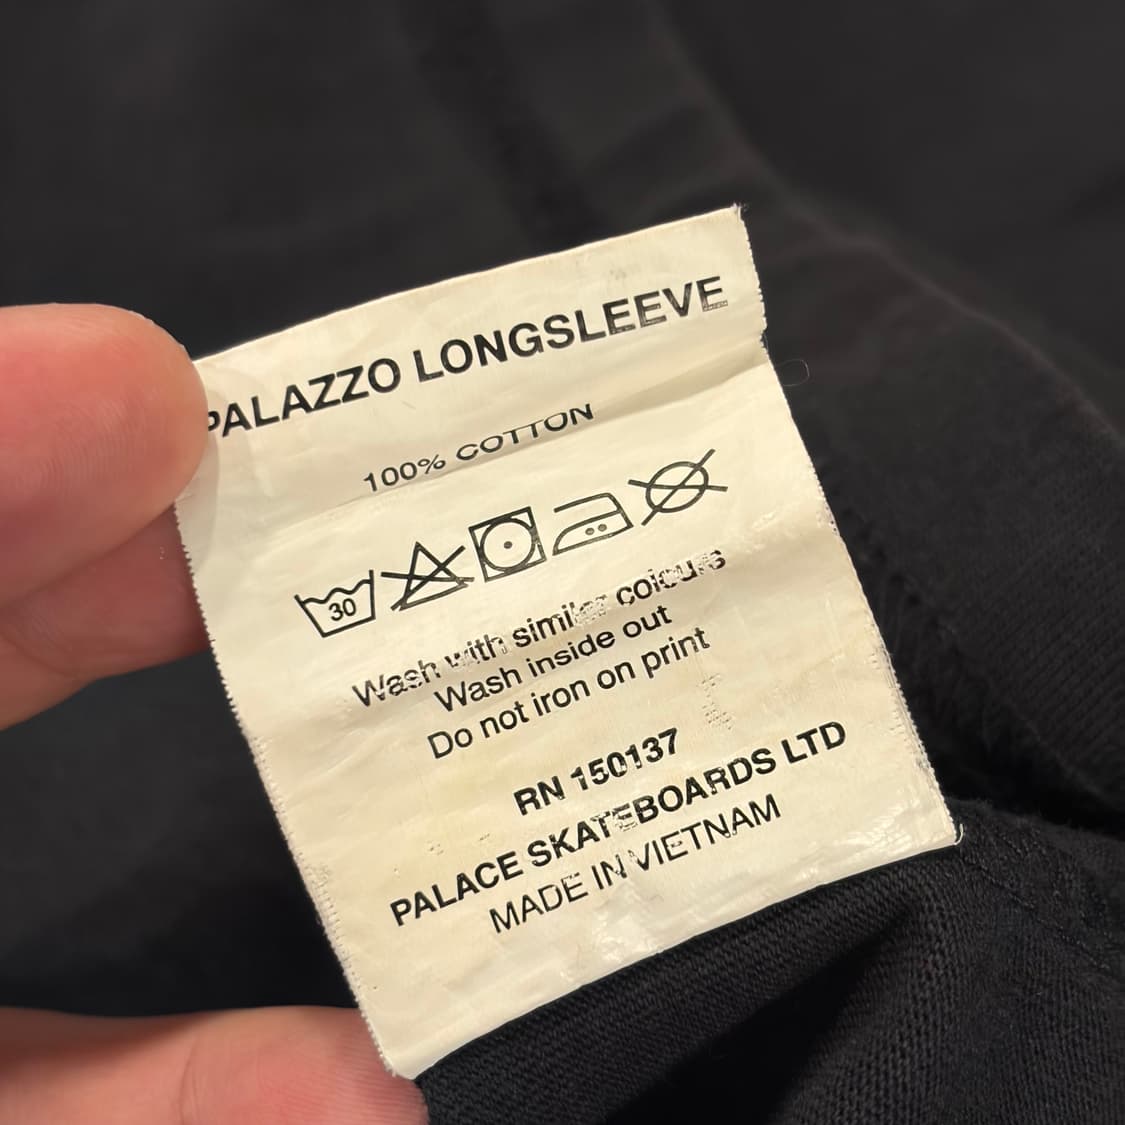 PALAZZO LONGSLEEVE
100% COTTON
30
Wash with similar colours
Wash inside out
Do not iron on print
RN 150137
PALACE SKATEBOARDS LTD
MADE IN VIETNAM